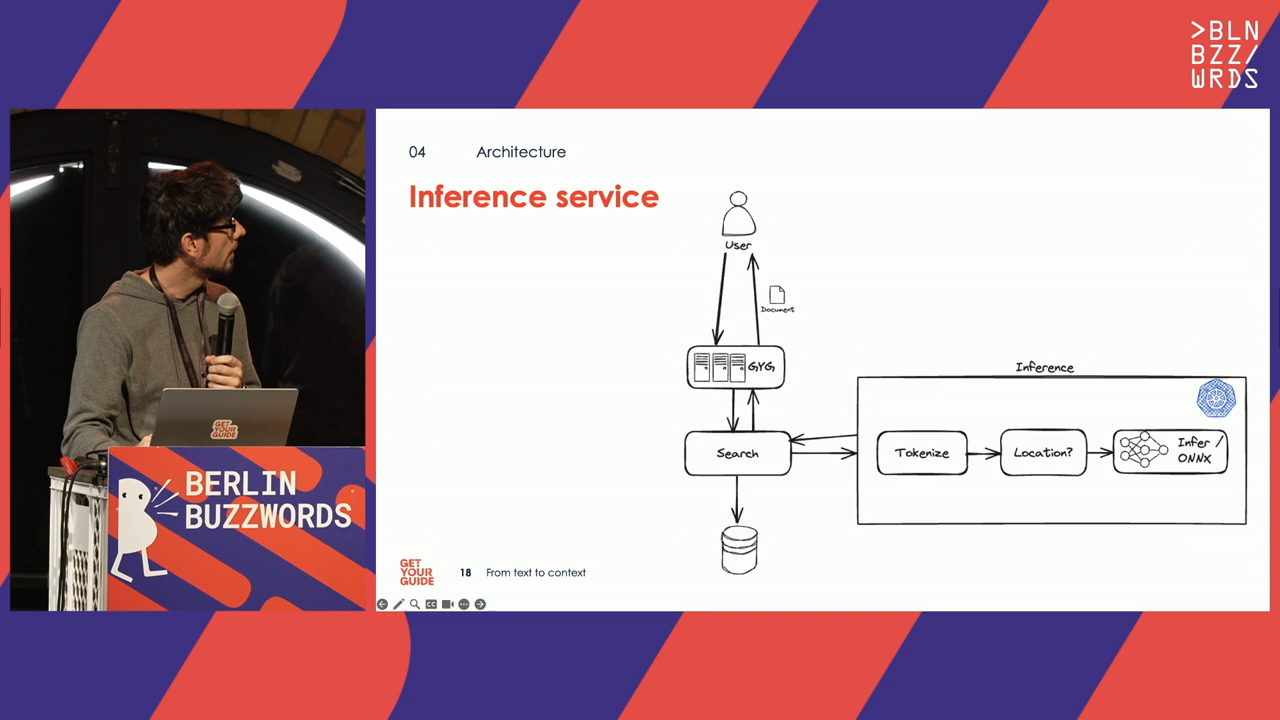 >BLN
BZZ/
WRDS
04 Architecture
Inference service
User
Document
GYG
Inference
Search
Tokenize
Location?
Infer /
ONNX
GET
YOUR
GUIDE
18 From text to context
CC
GET
YOUR
GUIDE
BERLIN
BUZZWORDS